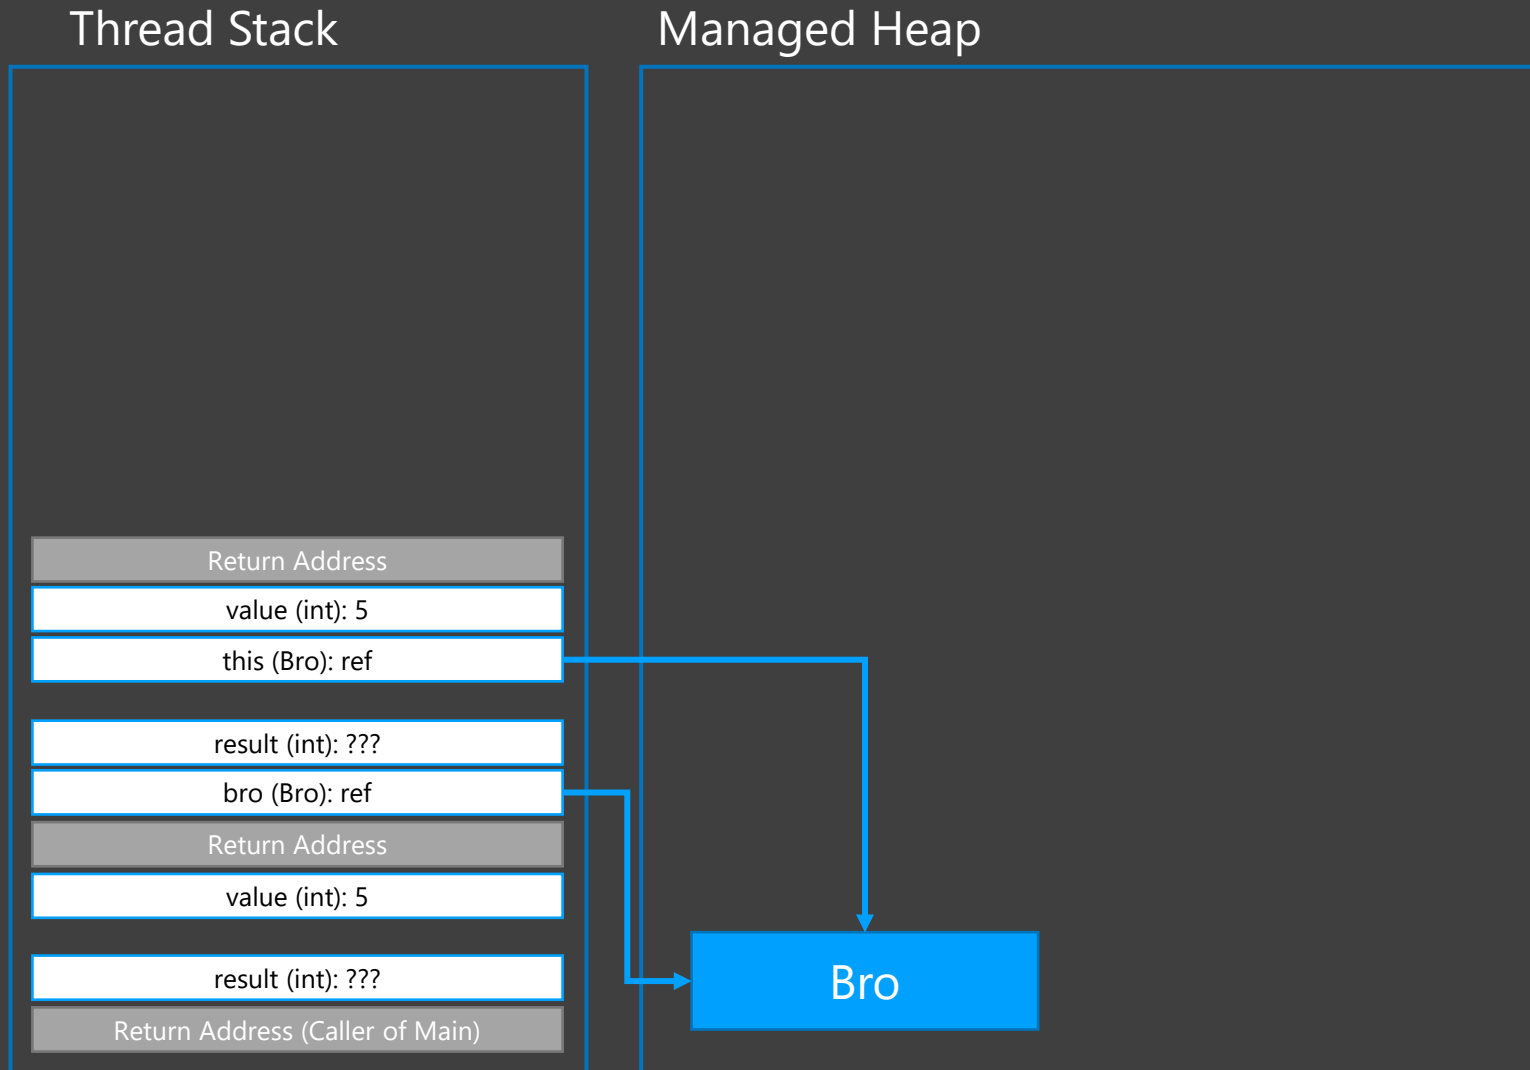 Thread Stack
Managed Heap
Return Address
value (int): 5
this (Bro): ref
result (int): ???
bro (Bro): ref
Return Address
value (int): 5
result (int): ???
Return Address (Caller of Main)
Bro